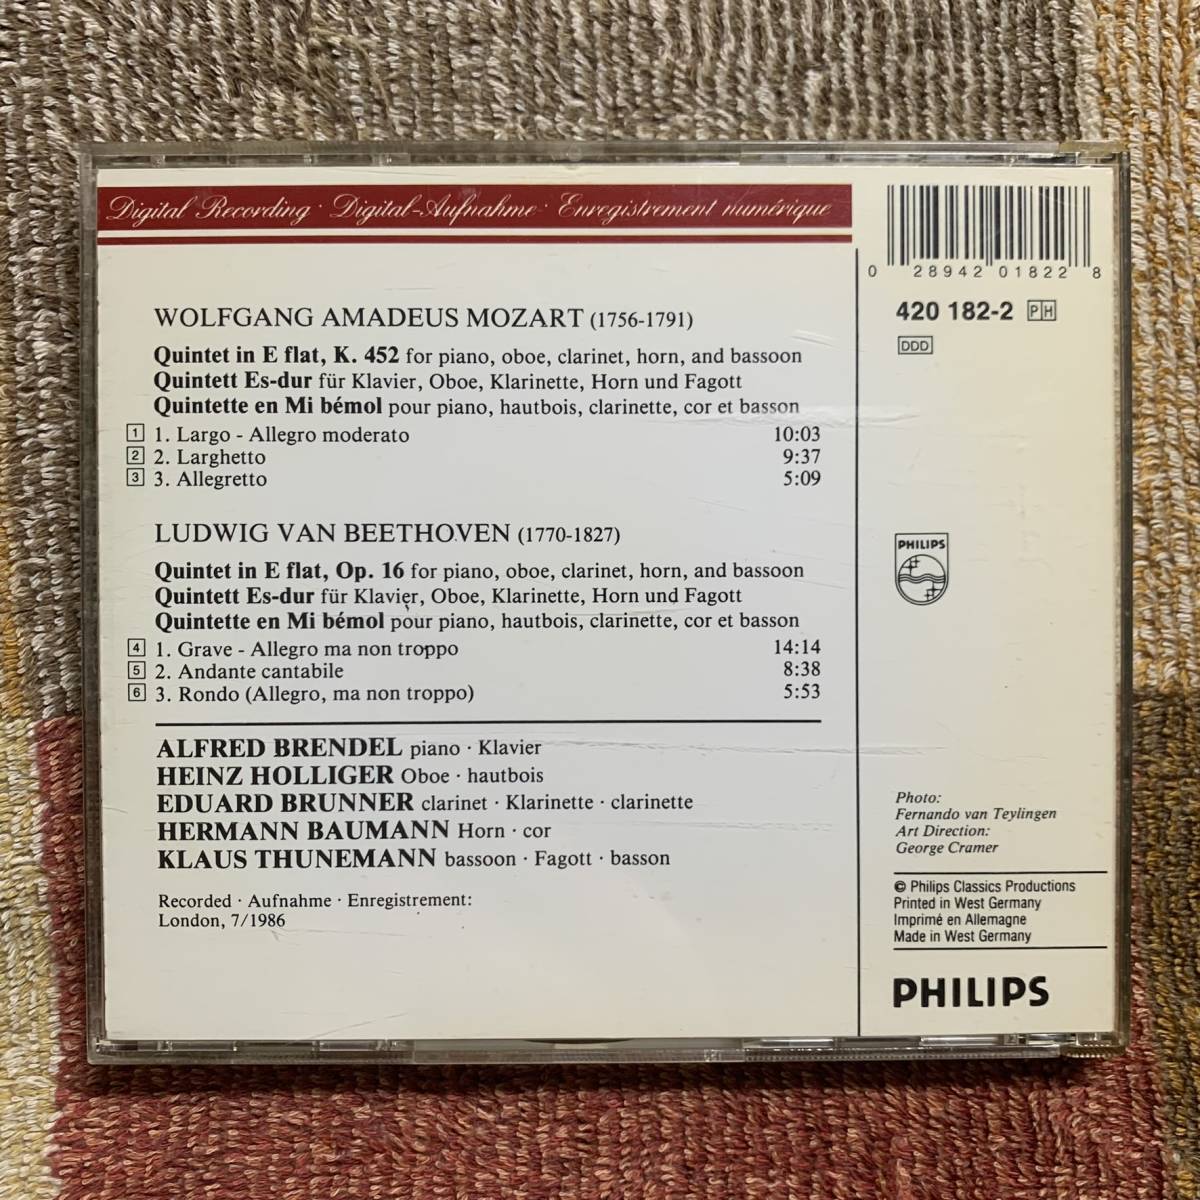 Digital Recording · Digital-Aufnahme · Enregistrement numérique
WOLFGANG AMADEUS MOZART (1756-1791)
Quintet in E flat, K. 452 for piano, oboe, clarinet, horn, and bassoon
Quintett Es-dur für Klavier, Oboe, Klarinette, Horn und Fagott
Quintette en Mi bémol pour piano, hautbois, clarinette, cor et basson
1 1. Largo - Allegro moderato 10:03
2 2. Larghetto 9:37
3 3. Allegretto 5:09
LUDWIG VAN BEETHOVEN (1770-1827)
Quintet in E flat, Op. 16 for piano, oboe, clarinet, horn, and bassoon
Quintett Es-dur für Klavier, Oboe, Klarinette, Horn und Fagott
Quintette en Mi bémol pour piano, hautbois, clarinette, cor et basson
4 1. Grave - Allegro ma non troppo 14:14
5 2. Andante cantabile 8:38
6 3. Rondo (Allegro, ma non troppo) 5:53
ALFRED BRENDEL piano · Klavier
HEINZ HOLLIGER Oboe · hautbois
EDUARD BRUNNER clarinet · Klarinette · clarinette
HERMANN BAUMANN Horn · cor
KLAUS THUNEMANN bassoon · Fagott · basson
Recorded · Aufnahme · Enregistrement:
London, 7/1986
0 28942 01822 8
420 182-2 PH
DDD
PHILIPS
Photo:
Fernando van Teylingen
Art Direction:
George Cramer
© Philips Classics Productions
Printed in West Germany
Imprimé en Allemagne
Made in West Germany
PHILIPS